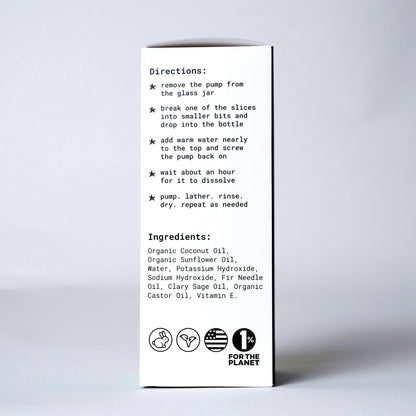 Directions:
remove the pump from
the glass jar
break one of the slices
into smaller bits and
drop into the bottle
add warm water nearly
to the top and screw
the pump back on
wait about an hour
for it to dissolve
pump. lather. rinse.
dry. repeat as needed
Ingredients:
Organic Coconut Oil,
Organic Sunflower Oil,
Water, Potassium Hydroxide,
Sodium Hydroxide, Fir Needle
Oil, Clary Sage Oil, Organic
Castor Oil, Vitamin E.
1%
FOR THE
PLANET